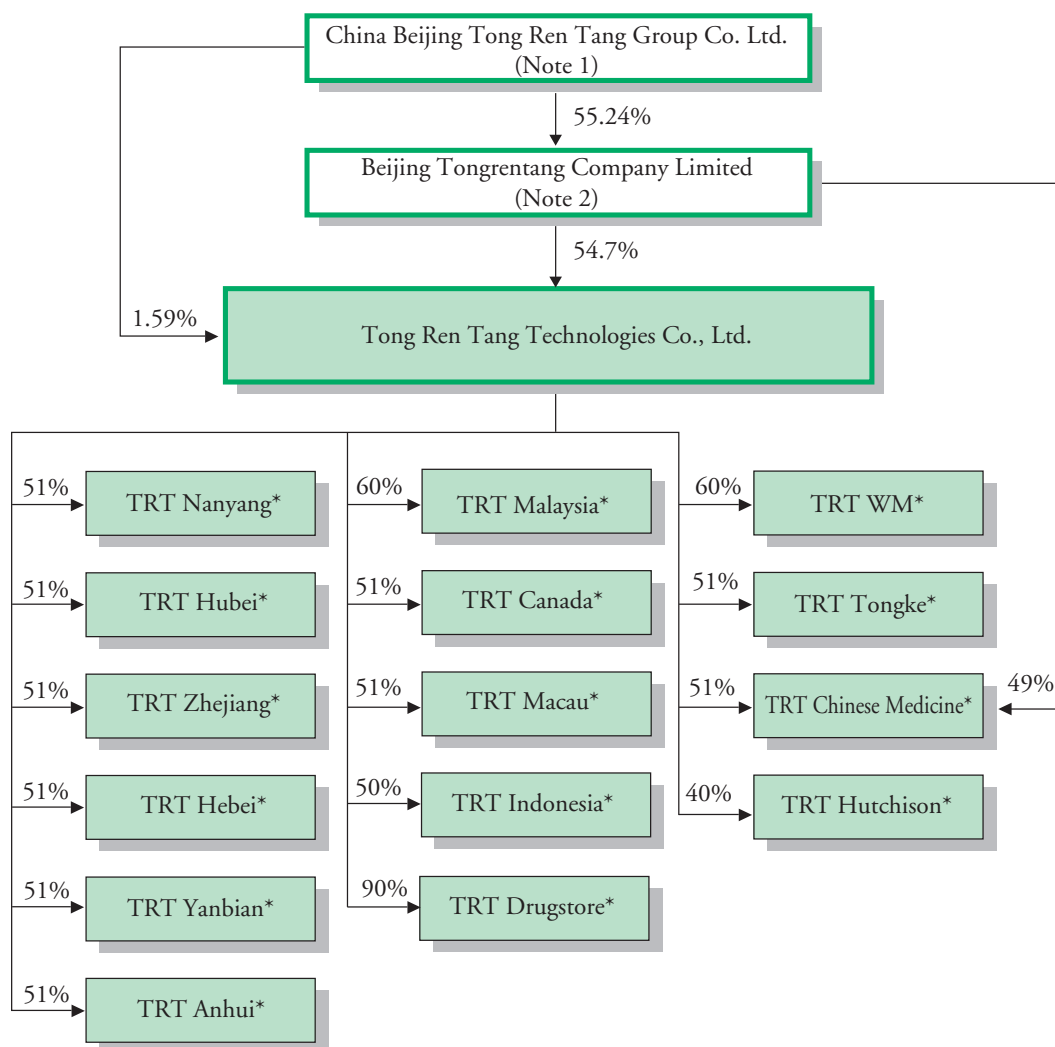 China Beijing Tong Ren Tang Group Co. Ltd.
(Note 1)
55.24%
Beijing Tongrentang Company Limited
(Note 2)
54.7%
1.59%
Tong Ren Tang Technologies Co., Ltd.
51%
TRT Nanyang*
60%
TRT Malaysia*
60%
TRT WM*
51%
TRT Hubei*
51%
TRT Canada*
51%
TRT Tongke*
51%
TRT Zhejiang*
51%
TRT Macau*
51%
TRT Chinese Medicine*
49%
51%
TRT Hebei*
50%
TRT Indonesia*
40%
TRT Hutchison*
51%
TRT Yanbian*
90%
TRT Drugstore*
51%
TRT Anhui*